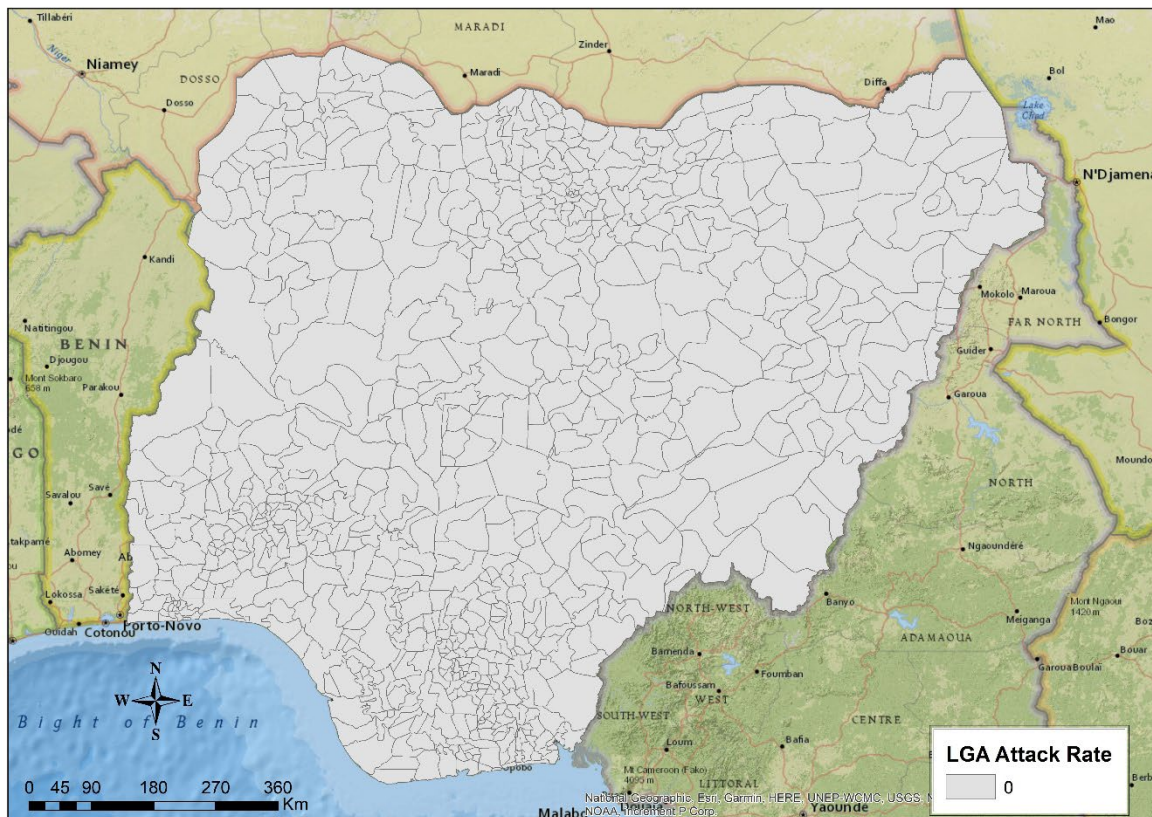 Tillabéri
MARADI
Zinder
Mao
Niger
Niamey
Maradi
Diffa
Bol
DOSSO
Dosso
Lake
Chad
N'Djamena
Kandi
Mokolo
Maroua
Natitingou
FAR NORTH
Bongor
BENIN
Djougou
Guider
Mont Sokbaro
658 m
Parakou
Garoua
GO
Moundo
Savalou
Savé
NORTH
Abomey
Ab
Ngaoundéré
Lokossa
Sakété
Banyo
Mont Ngaoui
1420 m
Ouidah
Cotonou
Porto-Novo
NORTH-WEST
Meiganga
ADAMAOUA
Bamenda
Foumban
Garoua Boulaï
Bouar
N
W E
S
Bafoussam
WEST
Bight of Benin
SOUTH-WEST
CENTRE
Loum
Bafia
LGA Attack Rate
0
Opobo
Mt Cameroon (Fako)
4095 m
LITTORAL
0 45 90 180 270 360
Km
Malabo
Douala
Yaoundé
National Geographic, Esri, Garmin, HERE, UNEP-WCMC, USGS,
NOAA, Increment P Corp.